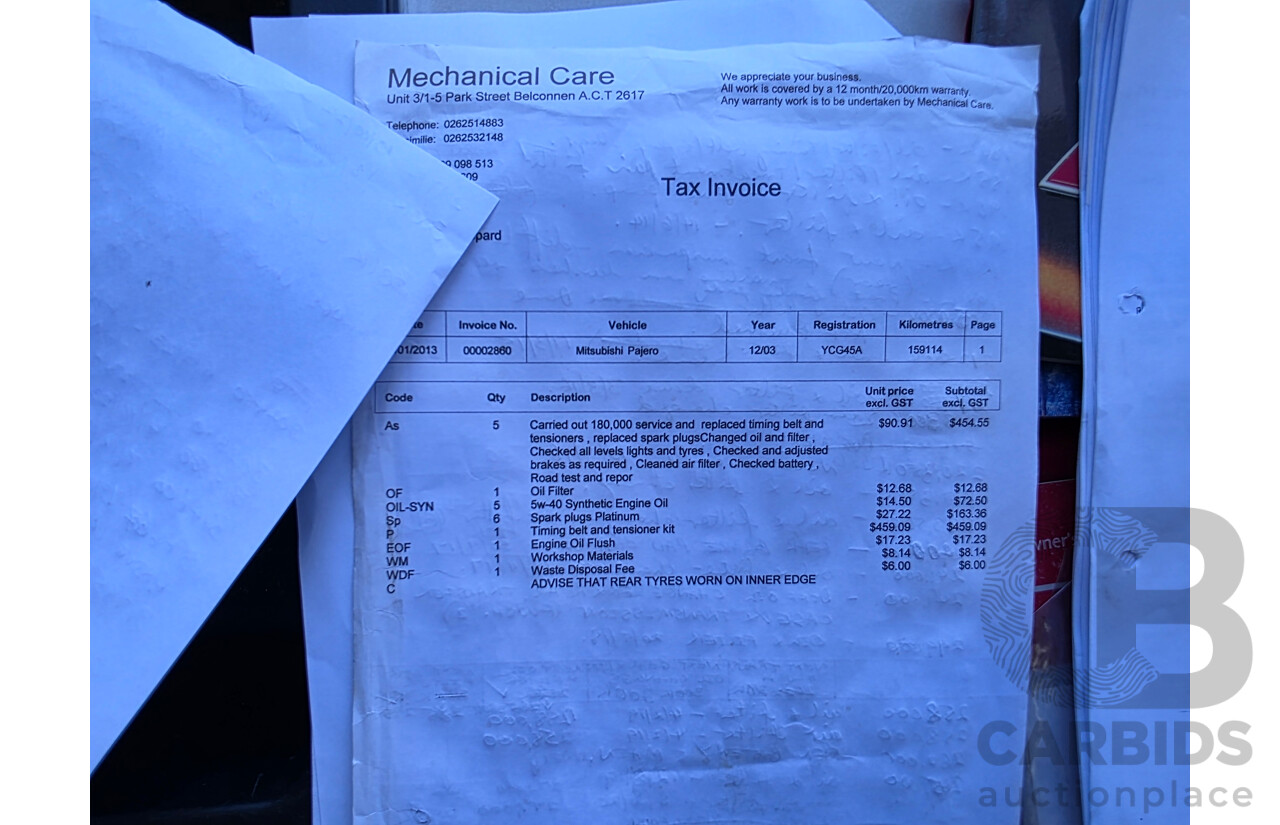 Mechanical Care
Unit 3/1-5 Park Street Belconnen A.C.T 2617
We appreciate your business.
All work is covered by a 12 month/20,000km warranty.
Any warranty work is to be undertaken by Mechanical Care.
Telephone: 0262514883
imilie: 0262532148
098 513
09
Tax Invoice
pard
Invoice No. Vehicle Year Registration Kilometres Page
01/2013 00002860 Mitsubishi Pajero 12/03 YCG45A 159114 1
Code Qty Description Unit price excl. GST Subtotal excl. GST
As 5 Carried out 180,000 service and replaced timing belt and $90.91 $454.55
tensioners , replaced spark plugsChanged oil and filter ,
Checked all levels lights and tyres , Checked and adjusted
brakes as required , Cleaned air filter , Checked battery ,
Road test and repor
OF 1 Oil Filter $12.68 $12.68
OIL-SYN 5 5w-40 Synthetic Engine Oil $14.50 $72.50
Sp 6 Spark plugs Platinum $27.22 $163.36
P 1 Timing belt and tensioner kit $459.09 $459.09
EOF 1 Engine Oil Flush $17.23 $17.23
WM 1 Workshop Materials $8.14 $8.14
WDF 1 Waste Disposal Fee $6.00 $6.00
C ADVISE THAT REAR TYRES WORN ON INNER EDGE
wner's
CB
CARBIDS
auctionplace